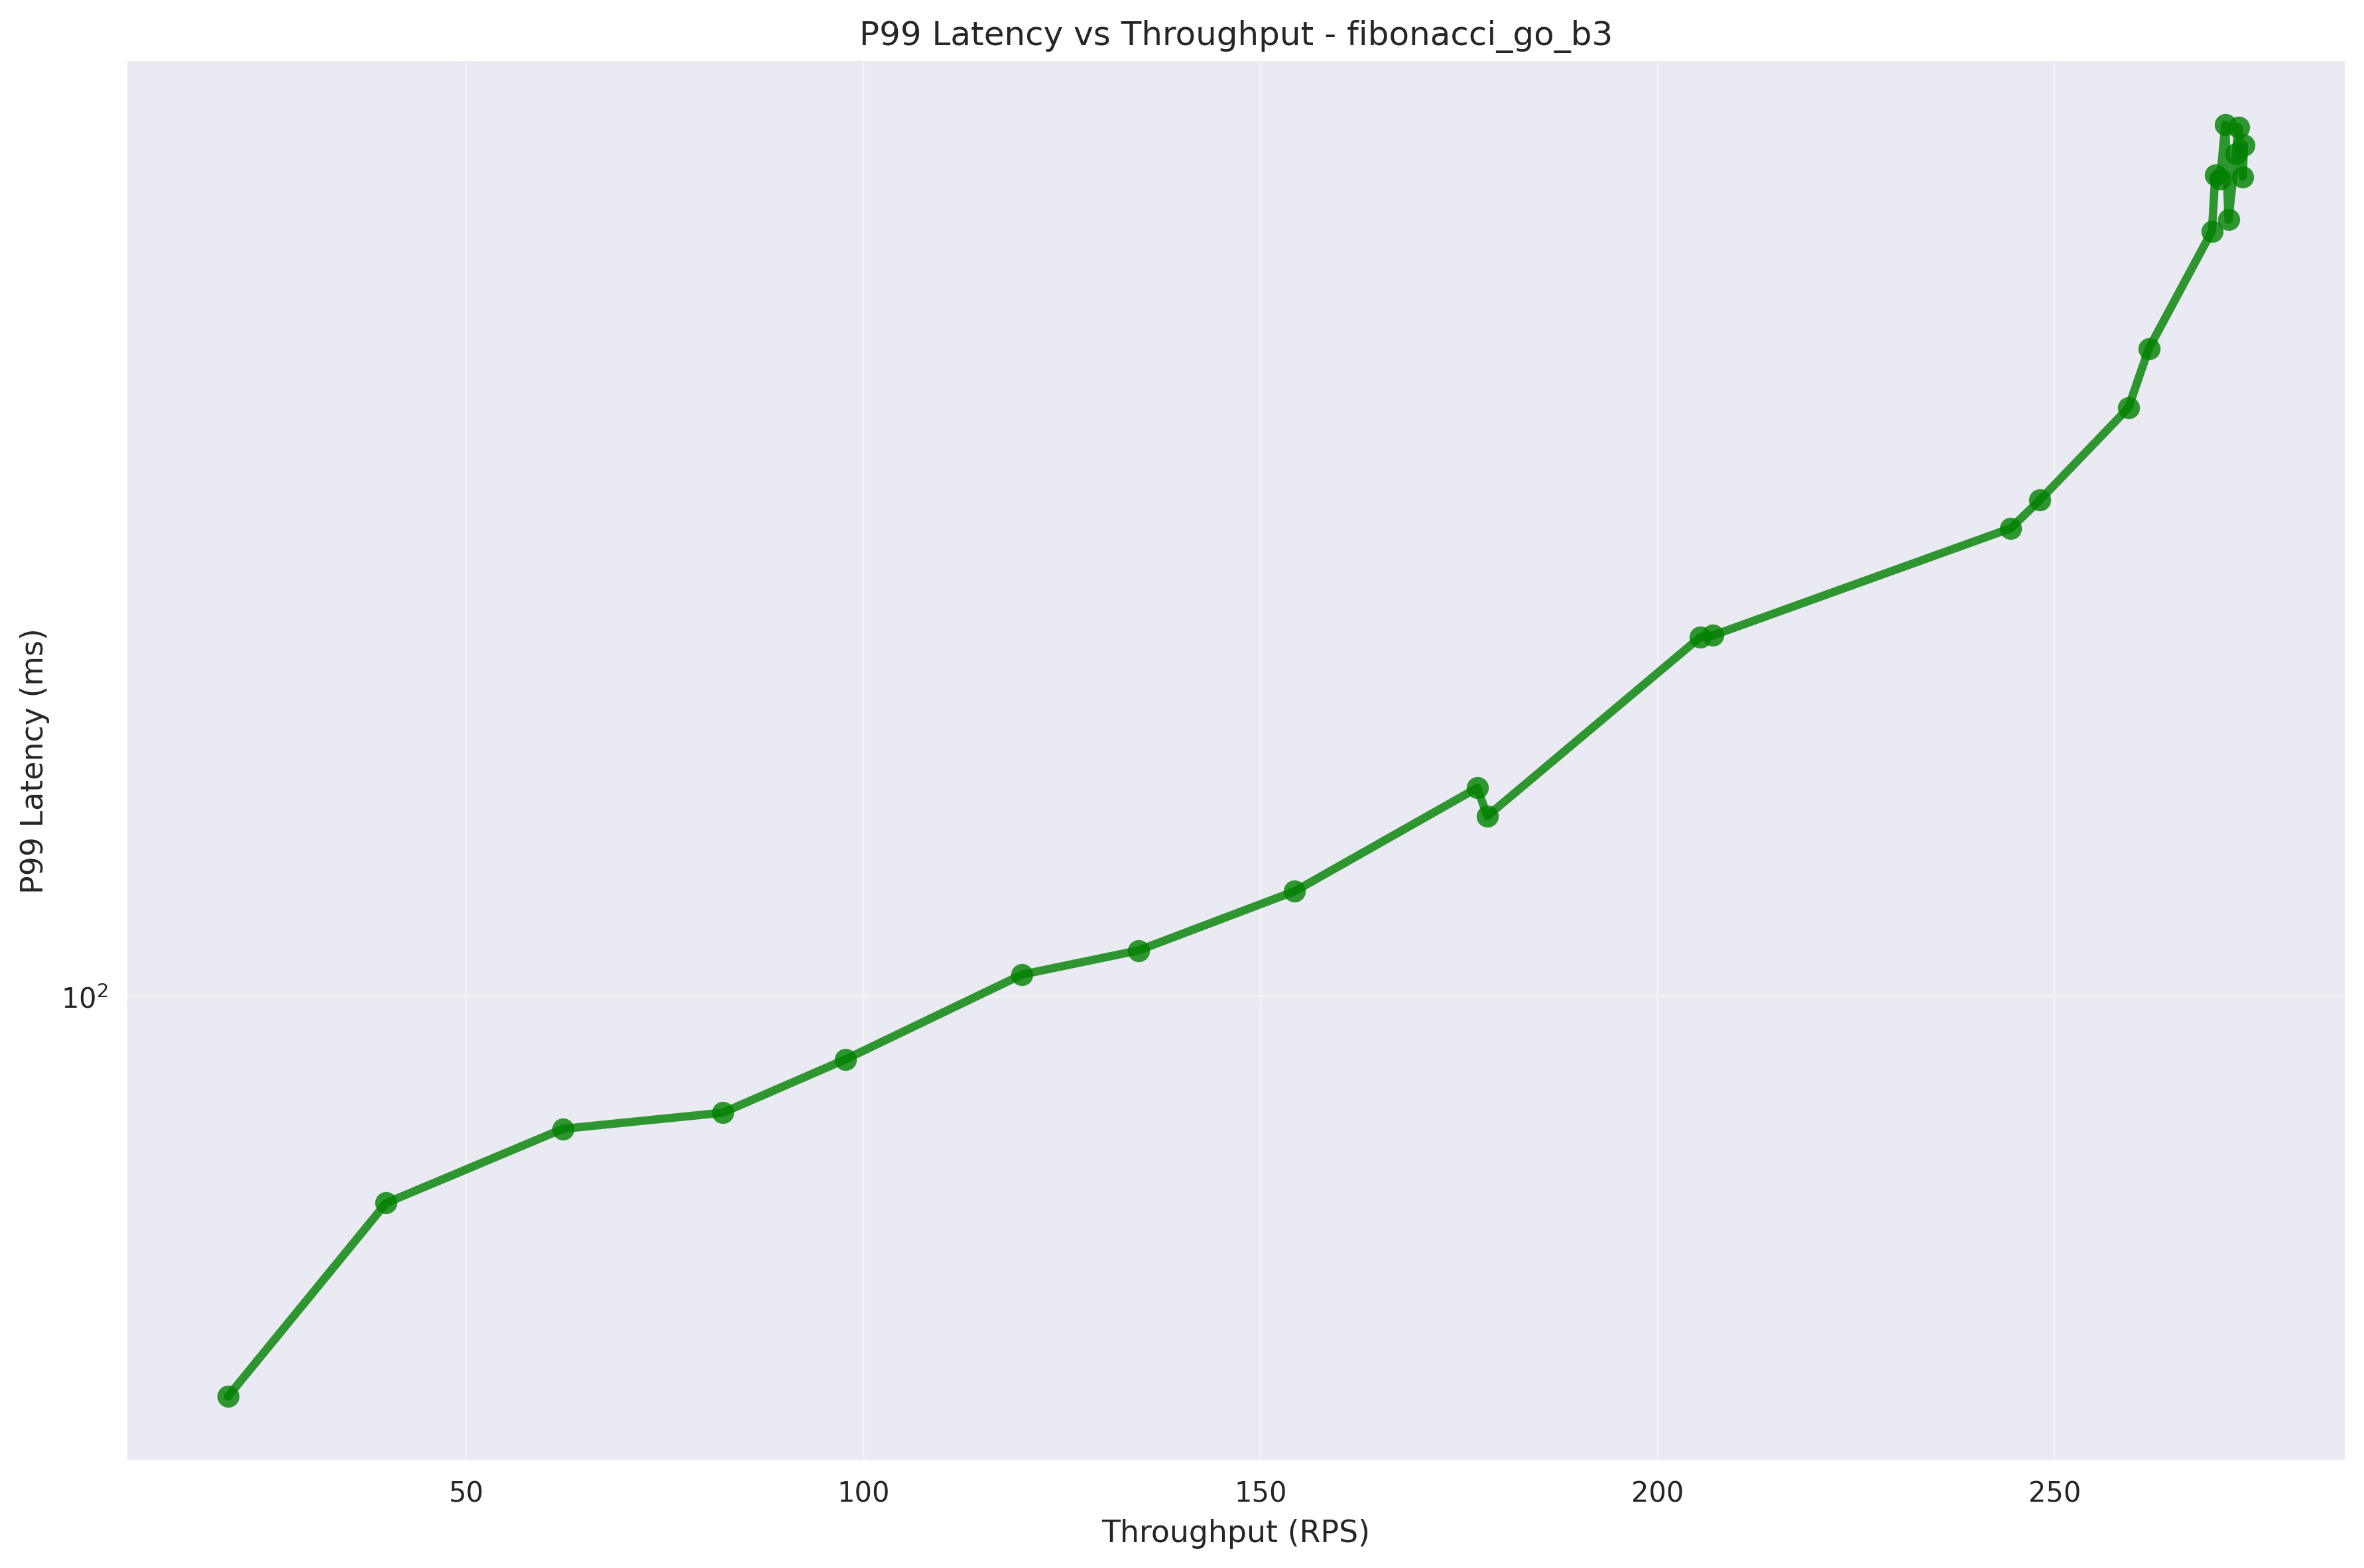 P99 Latency vs Throughput - fibonacci_go_b3
P99 Latency (ms)
10²
50 100 150 200 250
Throughput (RPS)